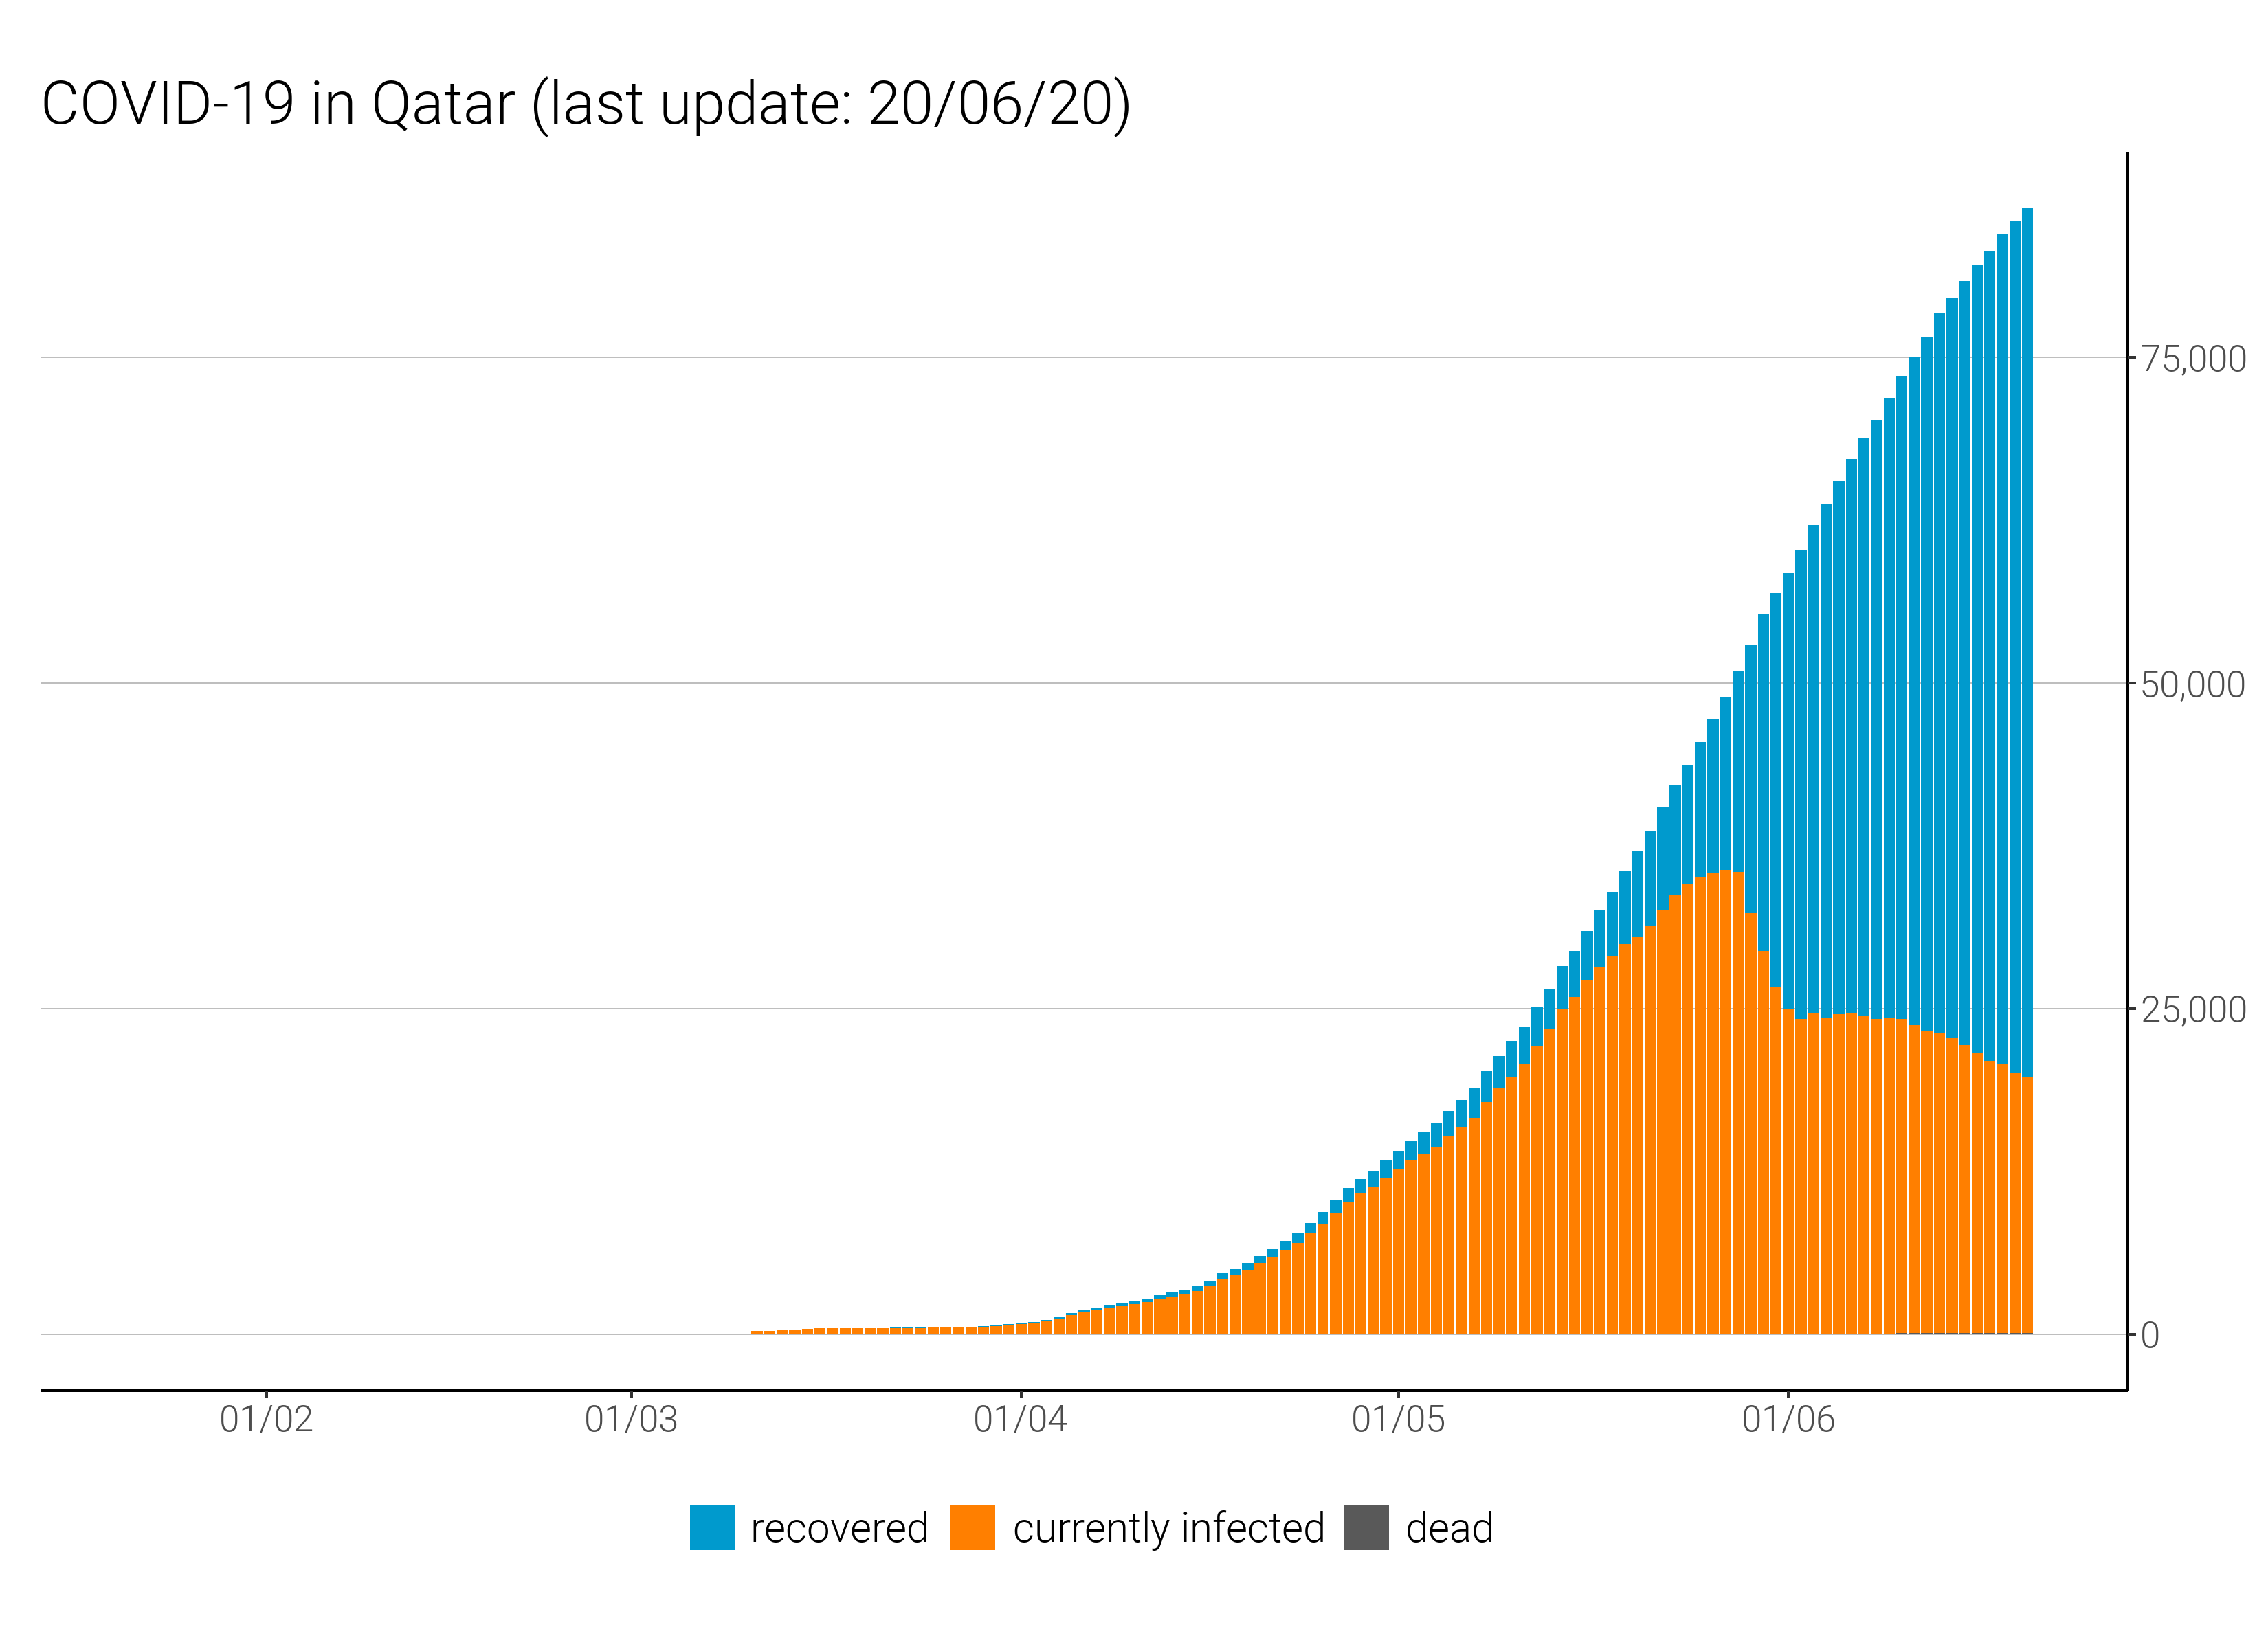 COVID-19 in Qatar (last update: 20/06/20)
75,000
50,000
25,000
0
01/02 01/03 01/04 01/05 01/06
recovered currently infected dead